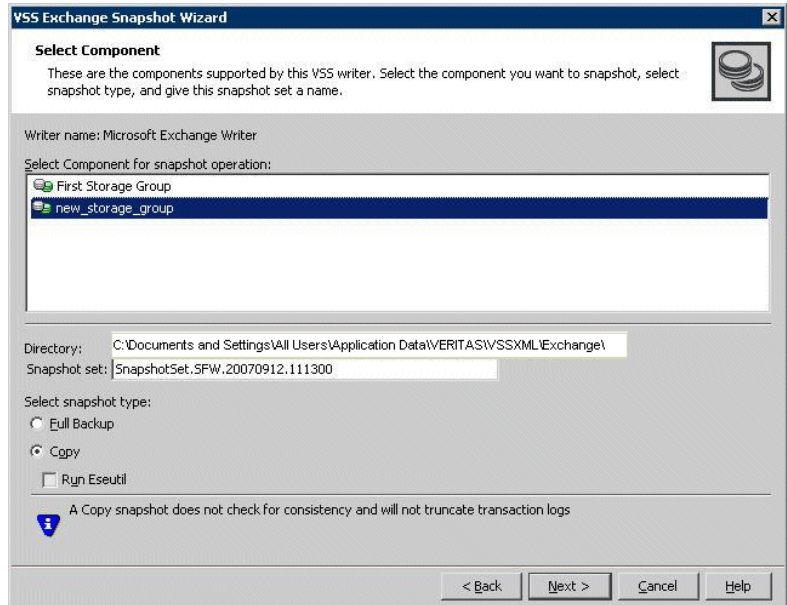 VSS Exchange Snapshot Wizard
Select Component
These are the components supported by this VSS writer. Select the component you want to snapshot, select
snapshot type, and give this snapshot set a name.
Writer name: Microsoft Exchange Writer
Select Component for snapshot operation:
First Storage Group
new_storage_group
Directory: C:\Documents and Settings\All Users\Application Data\VERITAS\VSSXML\Exchange\
Snapshot set: SnapshotSet.SFW.20070912.111300
Select snapshot type:
Full Backup
Copy
Run Eseutil
A Copy snapshot does not check for consistency and will not truncate transaction logs
< Back Next > Cancel Help